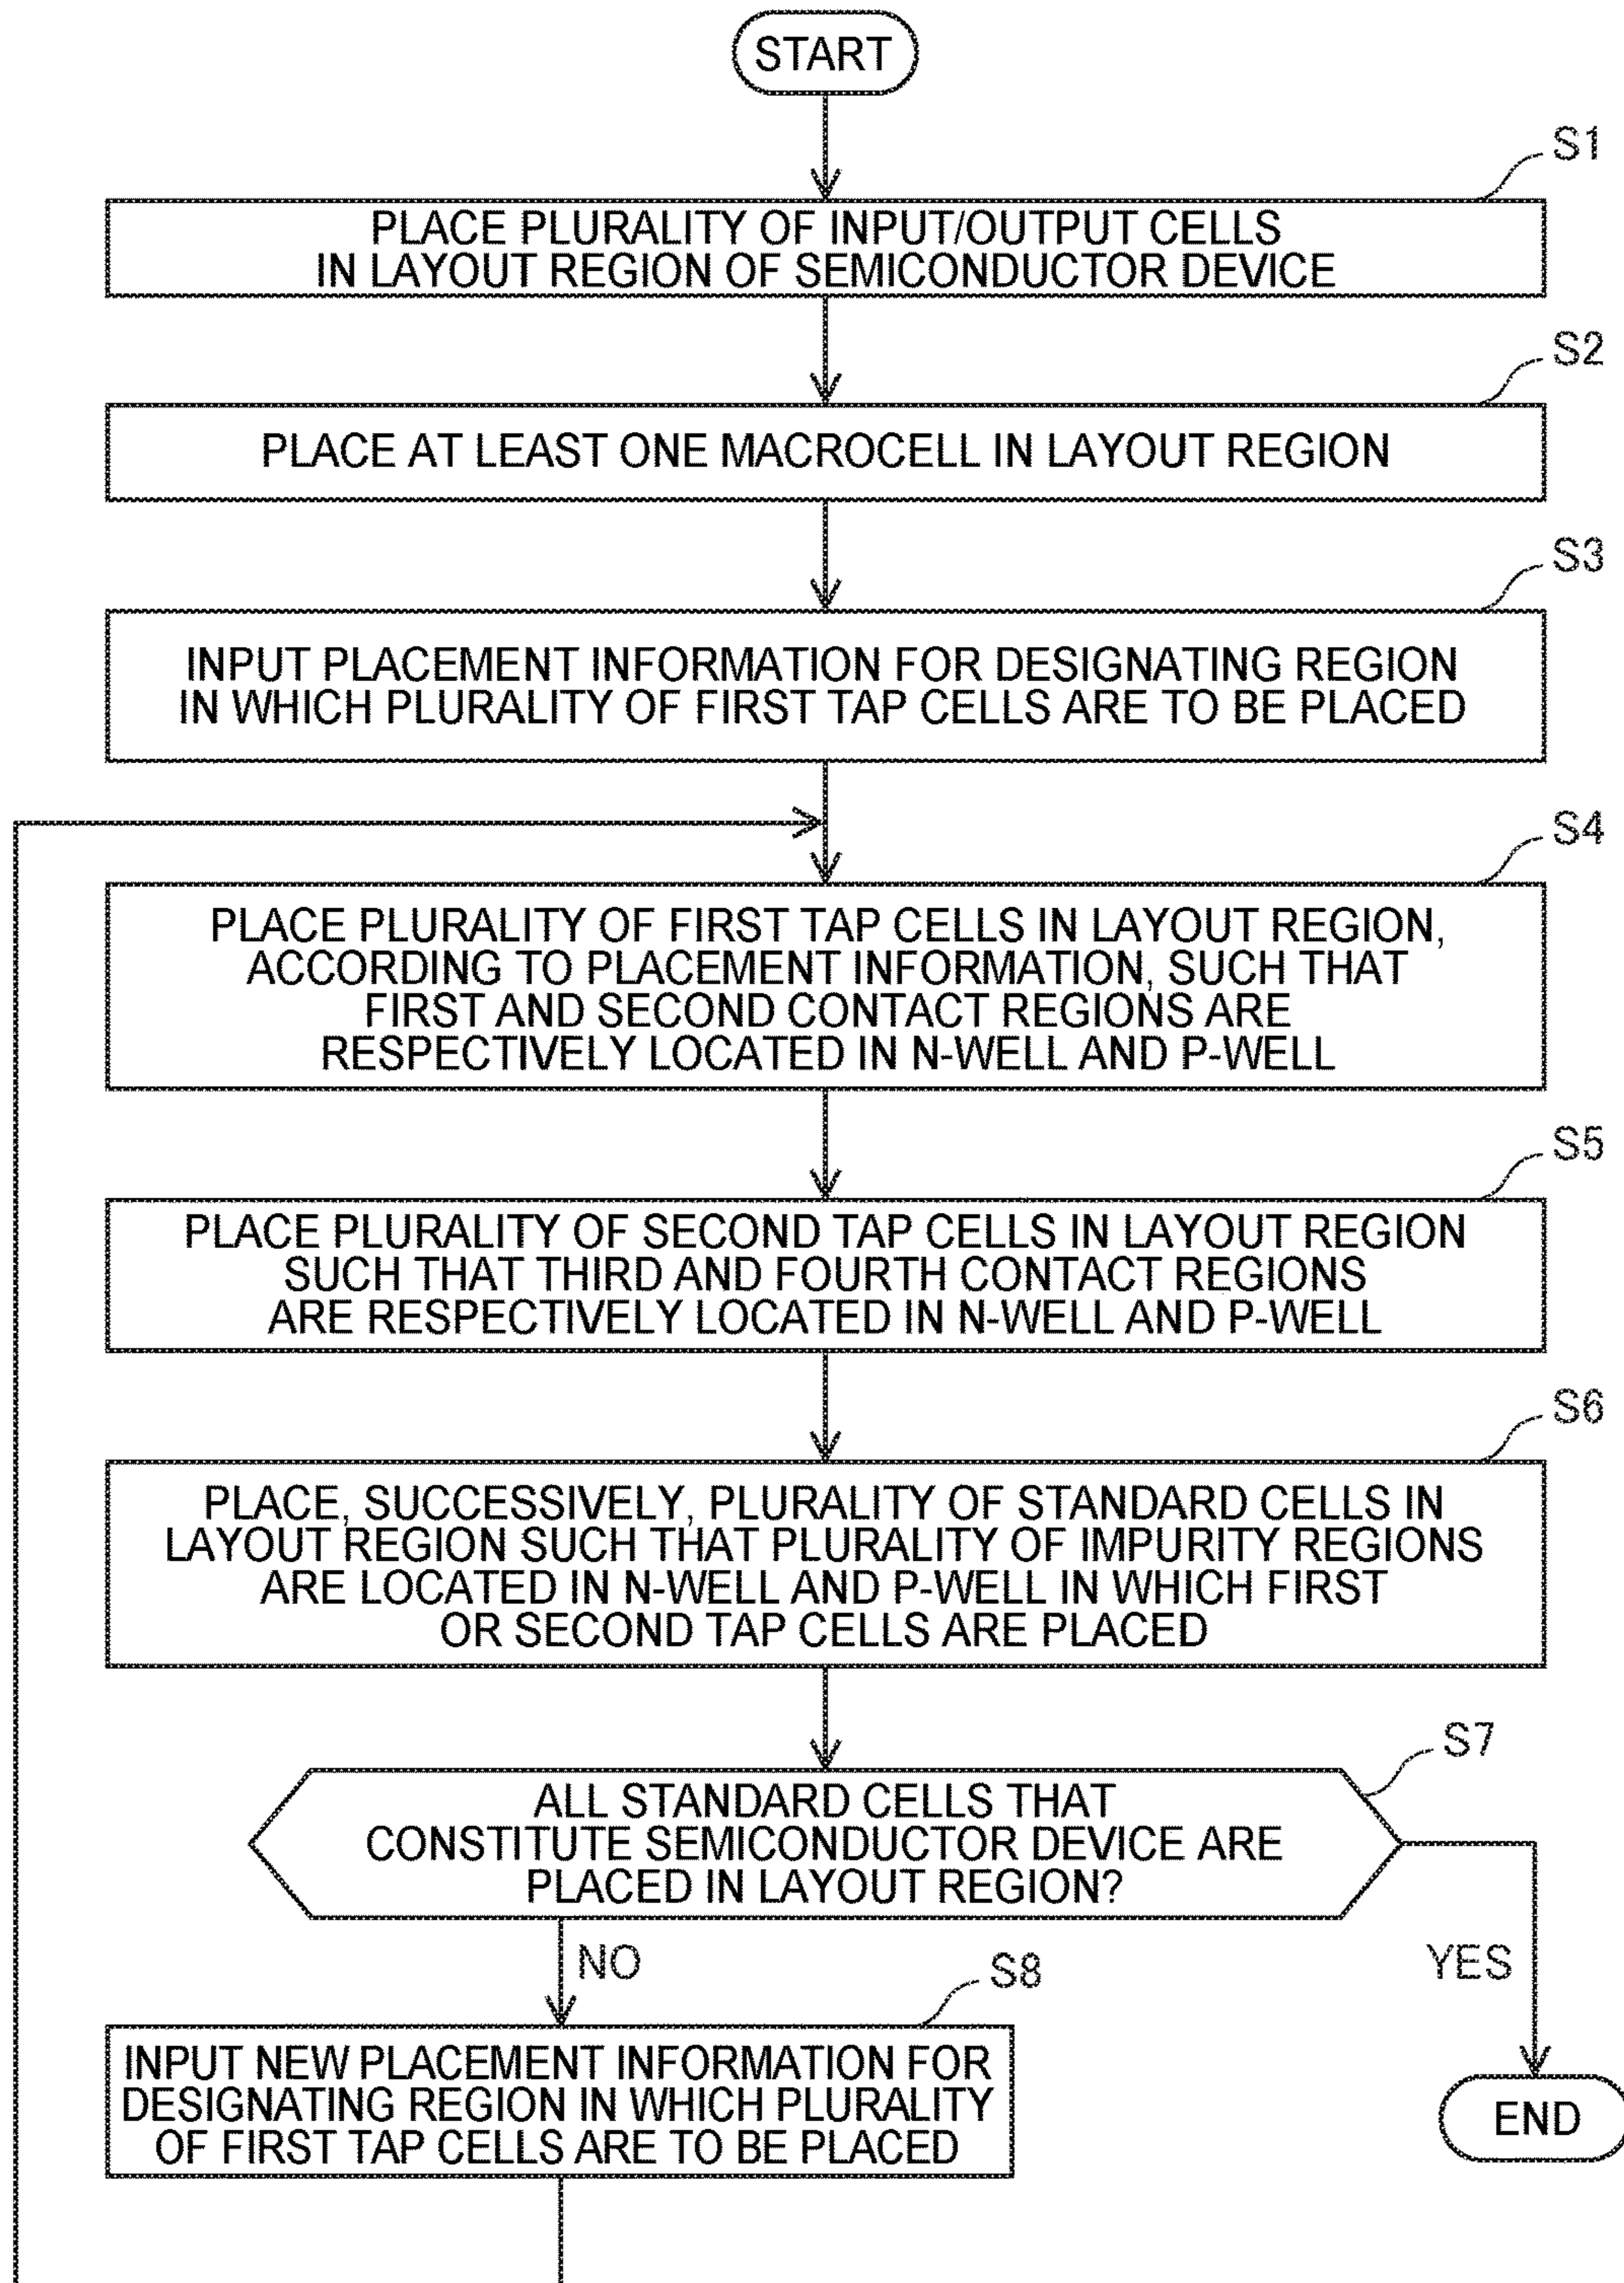 START
S1
PLACE PLURALITY OF INPUT/OUTPUT CELLS
IN LAYOUT REGION OF SEMICONDUCTOR DEVICE
S2
PLACE AT LEAST ONE MACROCELL IN LAYOUT REGION
S3
INPUT PLACEMENT INFORMATION FOR DESIGNATING REGION
IN WHICH PLURALITY OF FIRST TAP CELLS ARE TO BE PLACED
S4
PLACE PLURALITY OF FIRST TAP CELLS IN LAYOUT REGION,
ACCORDING TO PLACEMENT INFORMATION, SUCH THAT
FIRST AND SECOND CONTACT REGIONS ARE
RESPECTIVELY LOCATED IN N-WELL AND P-WELL
S5
PLACE PLURALITY OF SECOND TAP CELLS IN LAYOUT REGION
SUCH THAT THIRD AND FOURTH CONTACT REGIONS
ARE RESPECTIVELY LOCATED IN N-WELL AND P-WELL
S6
PLACE, SUCCESSIVELY, PLURALITY OF STANDARD CELLS IN
LAYOUT REGION SUCH THAT PLURALITY OF IMPURITY REGIONS
ARE LOCATED IN N-WELL AND P-WELL IN WHICH FIRST
OR SECOND TAP CELLS ARE PLACED
S7
ALL STANDARD CELLS THAT
CONSTITUTE SEMICONDUCTOR DEVICE ARE
PLACED IN LAYOUT REGION?
NO
YES
S8
INPUT NEW PLACEMENT INFORMATION FOR
DESIGNATING REGION IN WHICH PLURALITY
OF FIRST TAP CELLS ARE TO BE PLACED
END